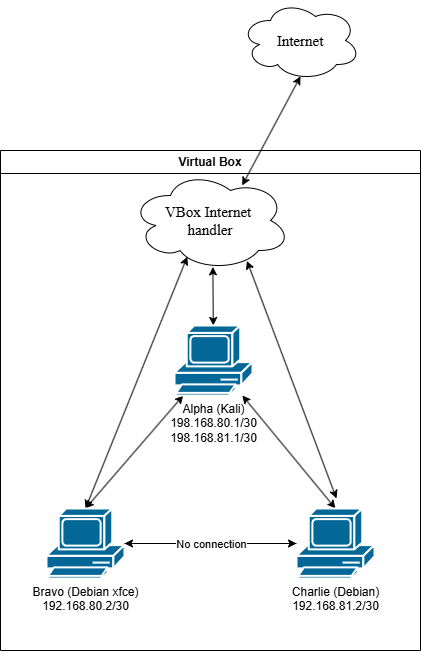 Internet
Virtual Box
VBox Internet
handler
Alpha (Kali)
198.168.80.1/30
198.168.81.1/30
No connection
Bravo (Debian xfce)
192.168.80.2/30
Charlie (Debian)
192.168.81.2/30